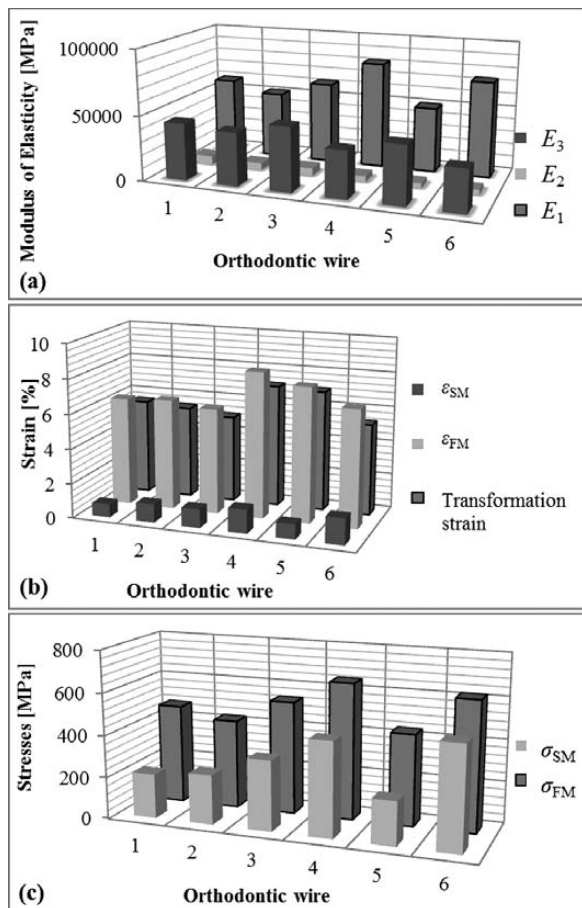 Modulus of Elasticity [MPa]
100000
50000
0
1 2 3 4 5 6
Orthodontic wire
E3
E2
E1
(a)
Strain [%]
10
8
6
4
2
0
1 2 3 4 5 6
Orthodontic wire
εSM
εFM
Transformation
strain
(b)
Stresses [MPa]
800
600
400
200
0
1 2 3 4 5 6
Orthodontic wire
σSM
σFM
(c)